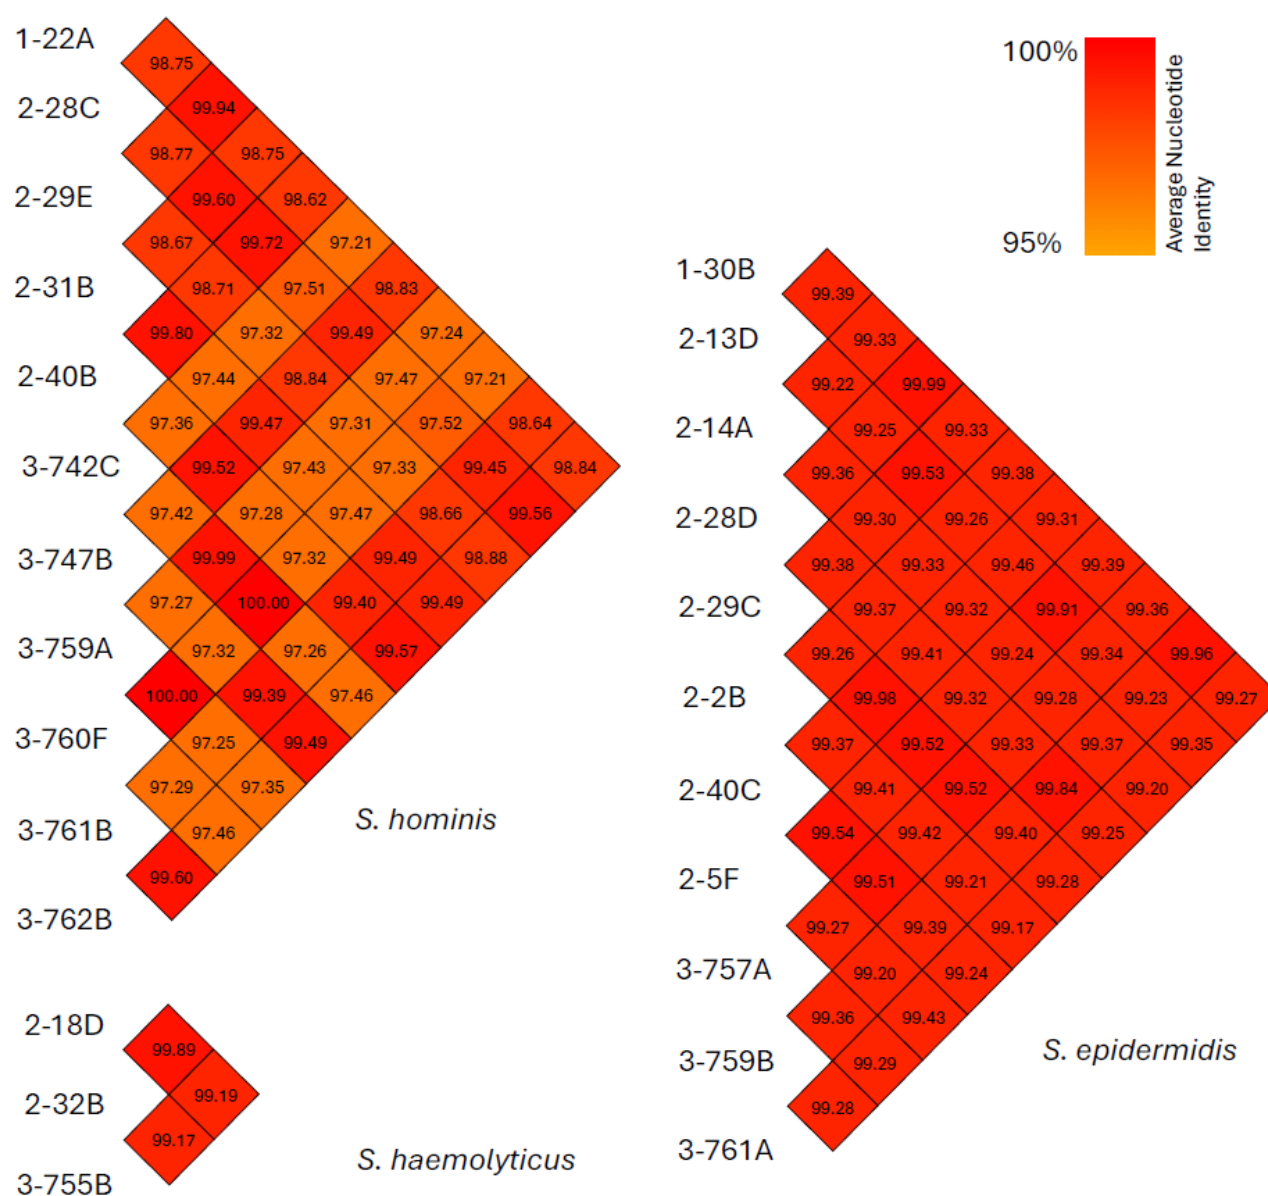 1-22A
98.75
100%
2-28C
99.94
Average Nucleotide
Identity
98.77 98.75
2-29E
99.60 98.62
98.67 99.72 97.21
95%
1-30B
2-31B
98.71 97.51 98.83
99.39
99.80 97.32 99.49 97.24
2-13D
99.33
2-40B
97.44 98.84 97.47 97.21
99.22 99.99
97.36 99.47 97.31 97.52 98.64
2-14A
99.25 99.33
3-742C
99.52 97.43 97.33 99.45 98.84
99.36 99.53 99.38
97.42 97.28 97.47 98.66 99.56
2-28D
99.30 99.26 99.31
3-747B
99.99 97.32 99.49 98.88
99.38 99.33 99.46 99.39
97.27 100.00 99.40 99.49
2-29C
99.37 99.32 99.91 99.36
3-759A
97.32 97.26 99.57
99.26 99.41 99.24 99.34 99.96
100.00 99.39 97.46
2-2B
99.98 99.32 99.28 99.23 99.27
3-760F
97.25 99.49
99.37 99.52 99.33 99.37 99.35
97.29 97.35
2-40C
99.41 99.52 99.84 99.20
3-761B
97.46
S. hominis
99.54 99.42 99.40 99.25
99.60
2-5F
99.51 99.21 99.28
3-762B
99.27 99.39 99.17
3-757A
99.20 99.24
2-18D
99.36 99.43
99.89
3-759B
99.29
S. epidermidis
2-32B
99.19
99.28
99.17
3-761A
S. haemolyticus
3-755B